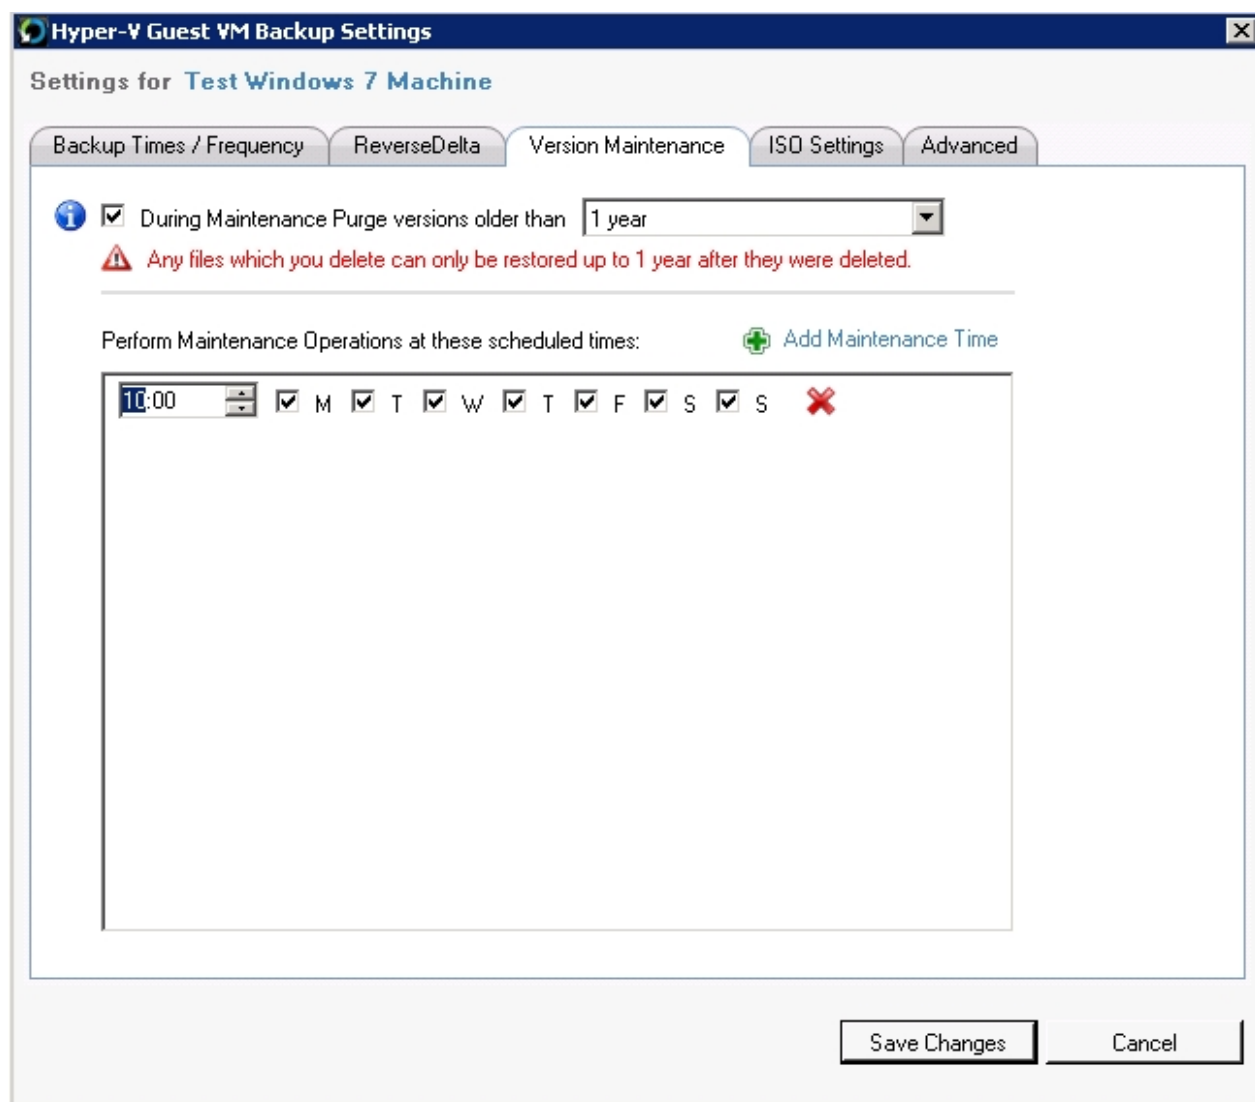 Hyper-V Guest VM Backup Settings
Settings for Test Windows 7 Machine
Backup Times / Frequency ReverseDelta Version Maintenance ISO Settings Advanced
During Maintenance Purge versions older than 1 year
Any files which you delete can only be restored up to 1 year after they were deleted.
Perform Maintenance Operations at these scheduled times: Add Maintenance Time
10:00 M T W T F S S
Save Changes Cancel